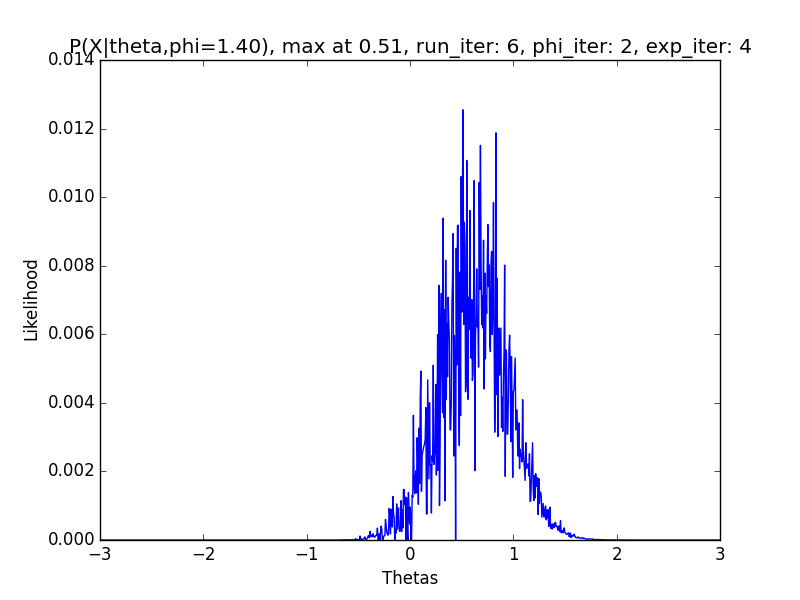 P(X|theta,phi=1.40), max at 0.51, run_iter: 6, phi_iter: 2, exp_iter: 4
0.014
0.012
0.010
0.008
0.006
0.004
0.002
0.000
Likelihood
−3 −2 −1 0 1 2 3
Thetas